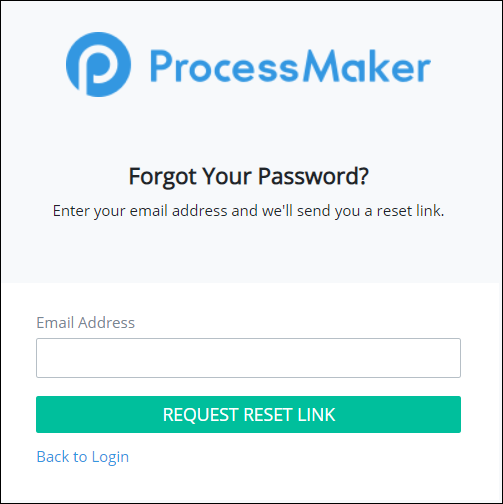 ProcessMaker
Forgot Your Password?
Enter your email address and we'll send you a reset link.
Email Address
REQUEST RESET LINK
Back to Login